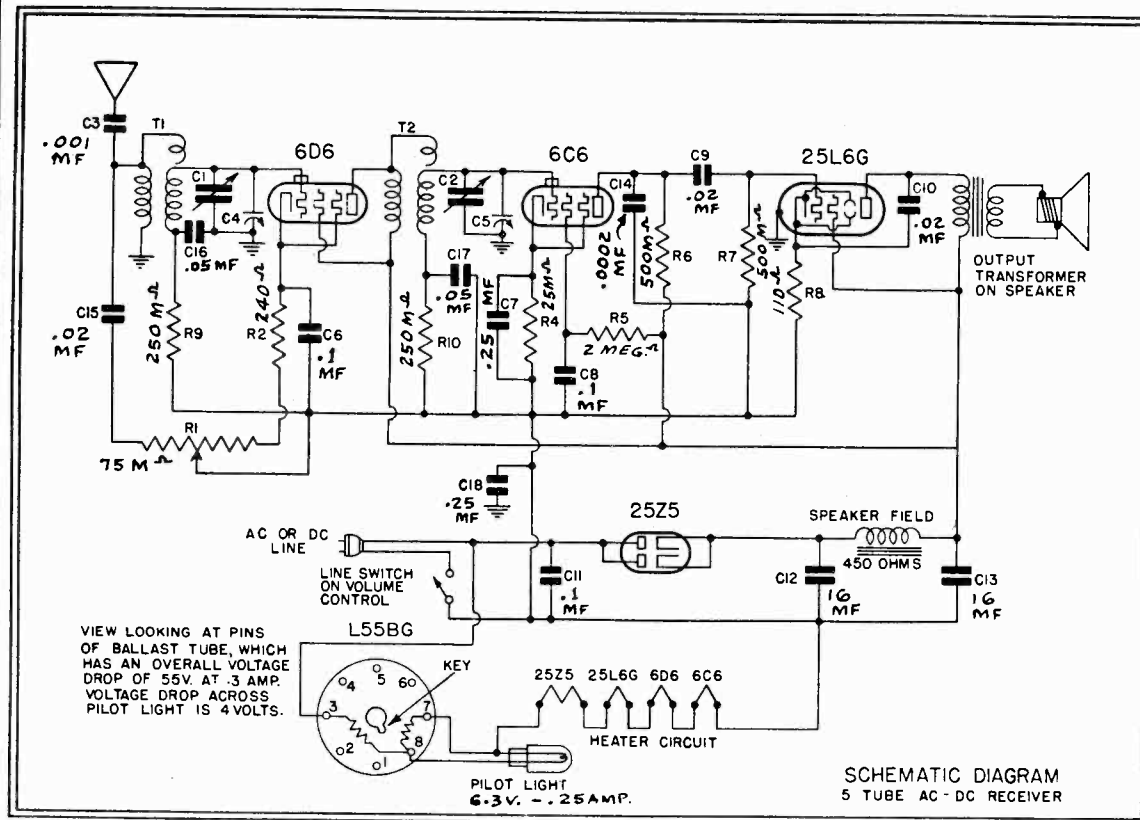 C3
.001
MF
T1
C1
C4
C16
.05MF
6D6
T2
C2
C5
C17
.05
MF
6C6
C14
.0002
MF
C9
.02
MF
25L6G
C10
.02
MF
OUTPUT
TRANSFORMER
ON SPEAKER
C15
.02
MF
250MΩ
R9
240Ω
R2
C6
.1
MF
250MΩ
R10
C7
.25 MF
25MΩ
R4
500MΩ
R6
R5
2 MEG.Ω
C8
.1
MF
R7
500MΩ
110Ω
R8
R1
75MΩ
C18
.25
MF
AC OR DC
LINE
LINE SWITCH
ON VOLUME
CONTROL
C11
.1
MF
25Z5
SPEAKER FIELD
450 OHMS
C12
16
MF
C13
16
MF
VIEW LOOKING AT PINS
OF BALLAST TUBE, WHICH
HAS AN OVERALL VOLTAGE
DROP OF 55V. AT .3 AMP.
VOLTAGE DROP ACROSS
PILOT LIGHT IS 4 VOLTS.
L55BG
KEY
5
4
6
3
7
2
8
1
25Z5 25L6G 6D6 6C6
HEATER CIRCUIT
PILOT LIGHT
6.3V. - .25AMP.
SCHEMATIC DIAGRAM
5 TUBE AC-DC RECEIVER